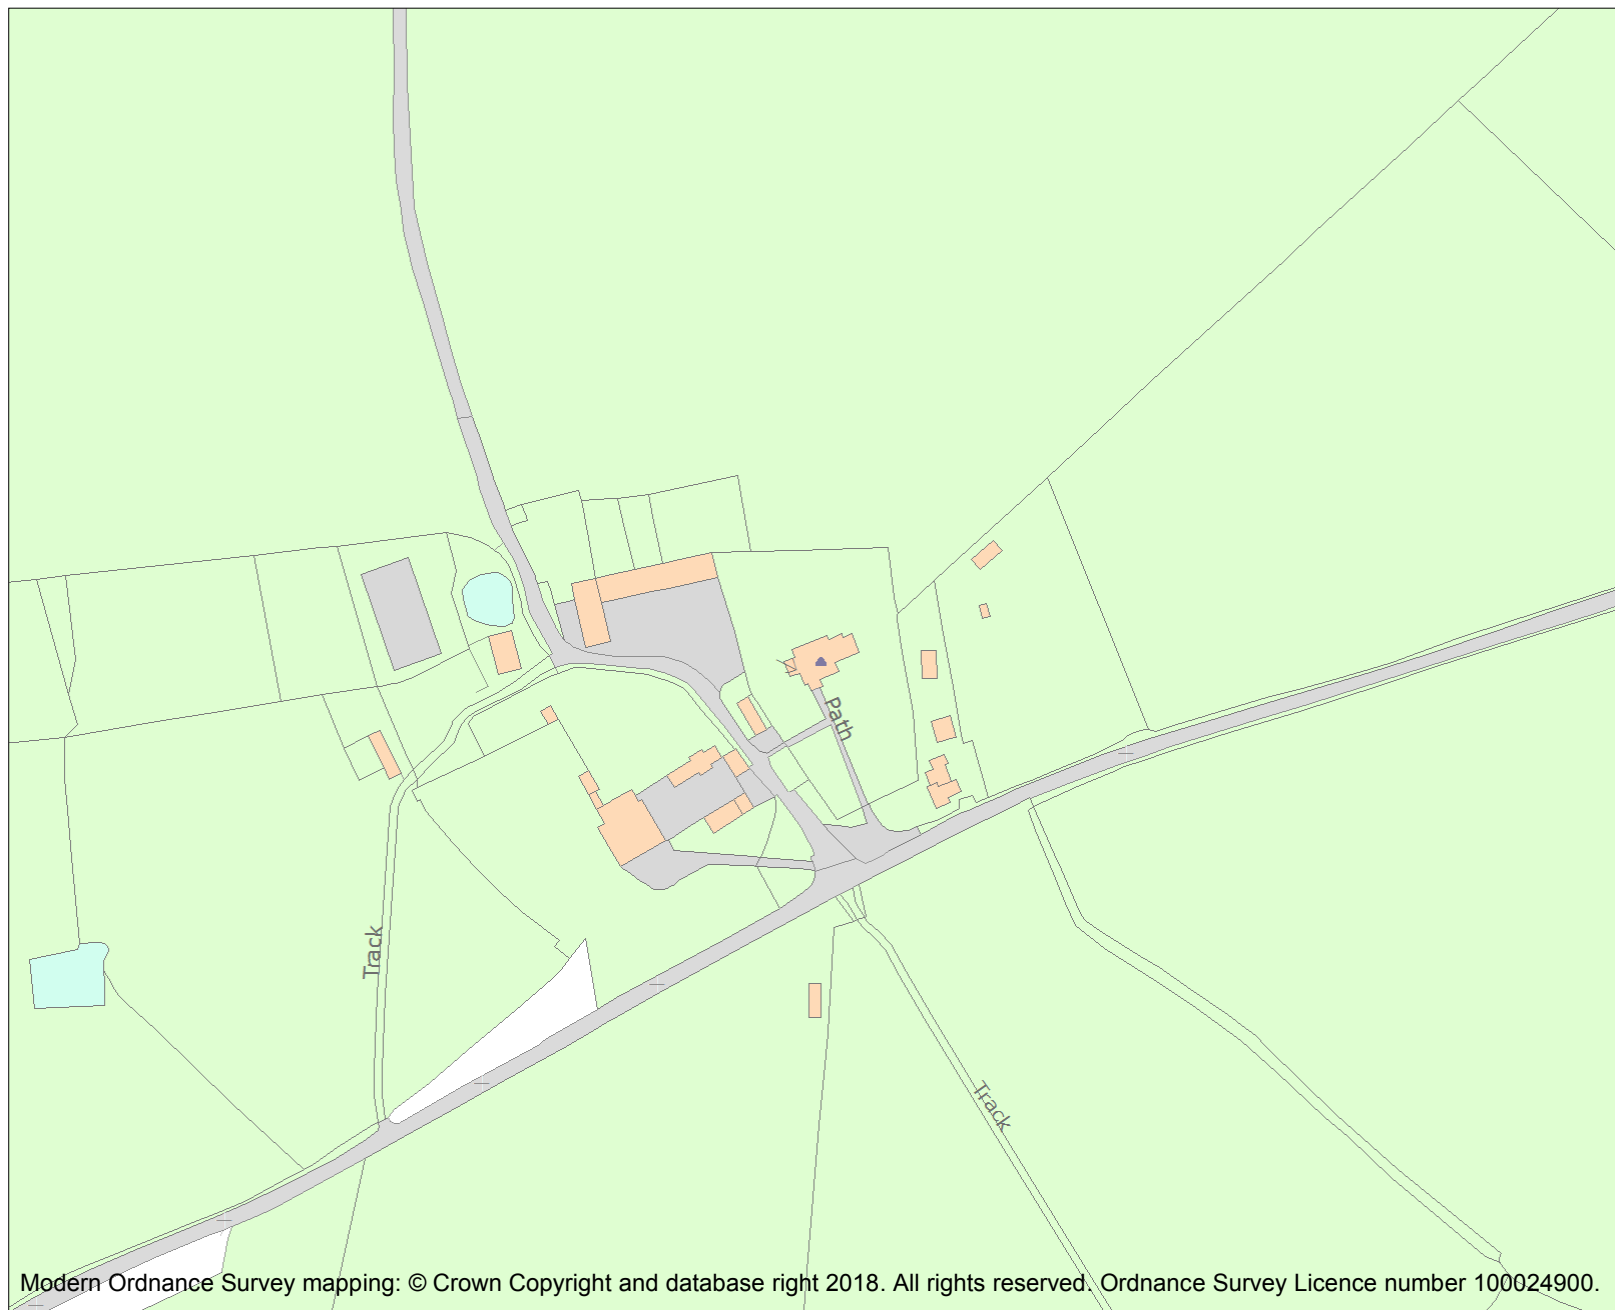 Path
Track
Track
Modern Ordnance Survey mapping: © Crown Copyright and database right 2018. All rights reserved. Ordnance Survey Licence number 100024900.